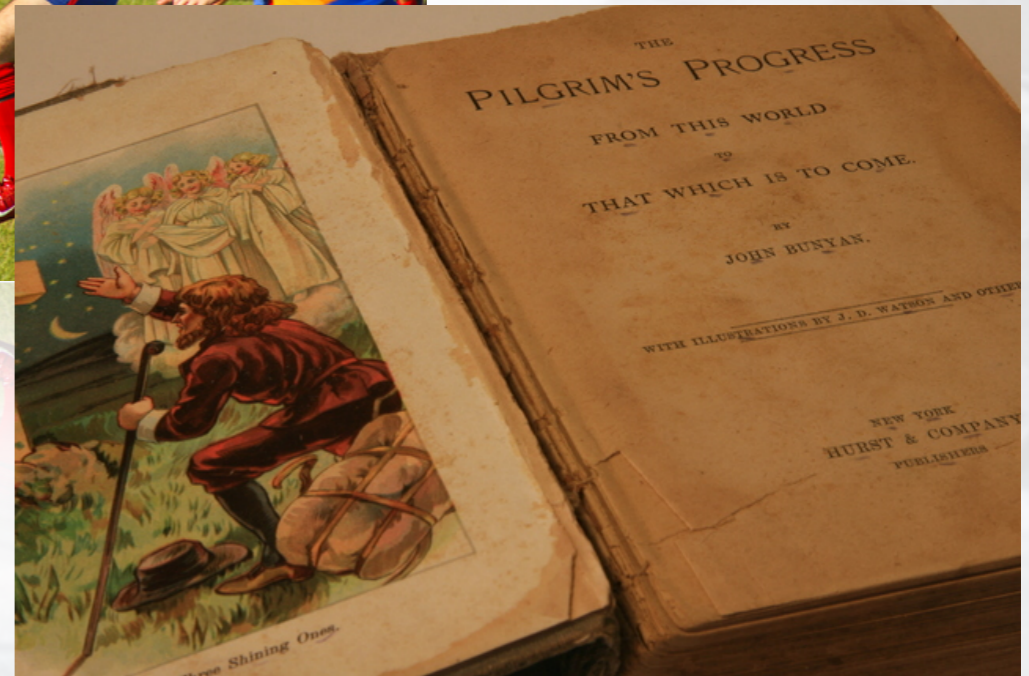 Shining Ones.
THE
PILGRIM'S PROGRESS
FROM THIS WORLD
TO
THAT WHICH IS TO COME.
BY
JOHN BUNYAN.
WITH ILLUSTRATIONS BY J. D. WATSON AND
NEW YORK
HURST & COMPANY
PUBLISHERS